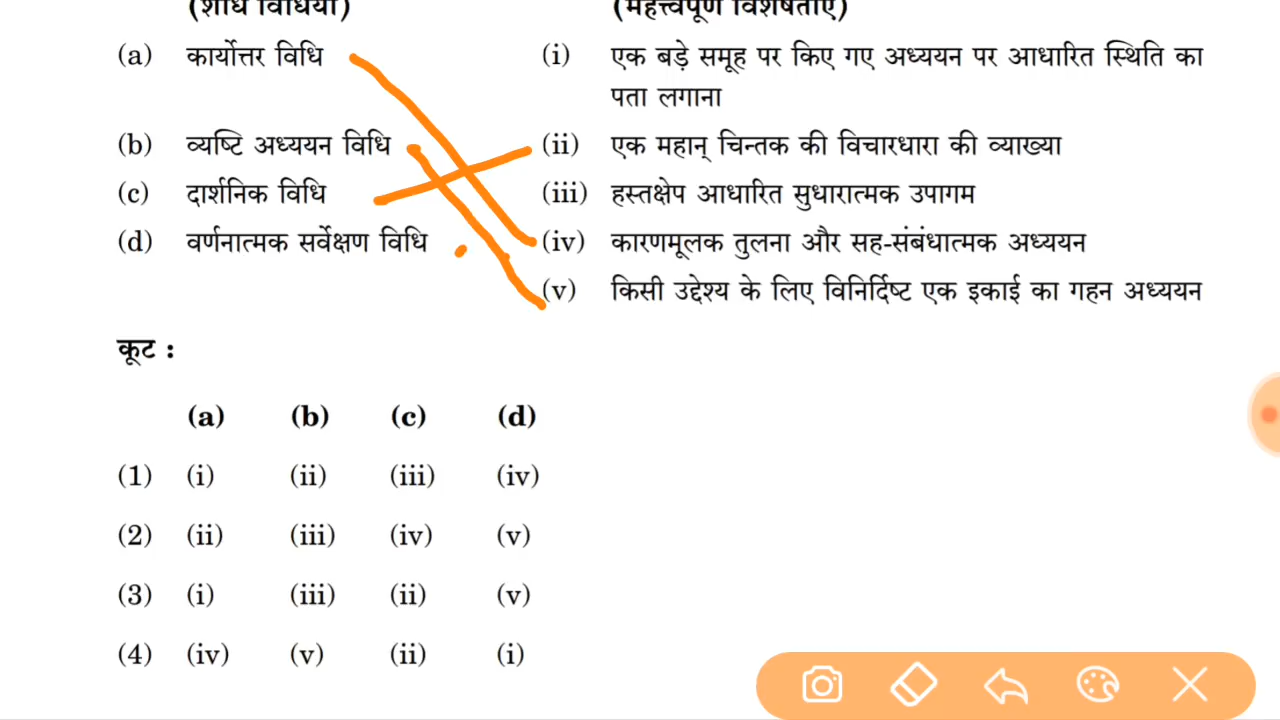 (शोध विधियाँ) (महत्त्वपूर्ण विशेषताएँ)
(a) कार्योत्तर विधि (i) एक बड़े समूह पर किए गए अध्ययन पर आधारित स्थिति का
पता लगाना
(b) व्यष्टि अध्ययन विधि (ii) एक महान् चिन्तक की विचारधारा की व्याख्या
(c) दार्शनिक विधि (iii) हस्तक्षेप आधारित सुधारात्मक उपागम
(d) वर्णनात्मक सर्वेक्षण विधि (iv) कारणमूलक तुलना और सह-संबंधात्मक अध्ययन
(v) किसी उद्देश्य के लिए विनिर्दिष्ट एक इकाई का गहन अध्ययन
कूट :
(a) (b) (c) (d)
(1) (i) (ii) (iii) (iv)
(2) (ii) (iii) (iv) (v)
(3) (i) (iii) (ii) (v)
(4) (iv) (v) (ii) (i)